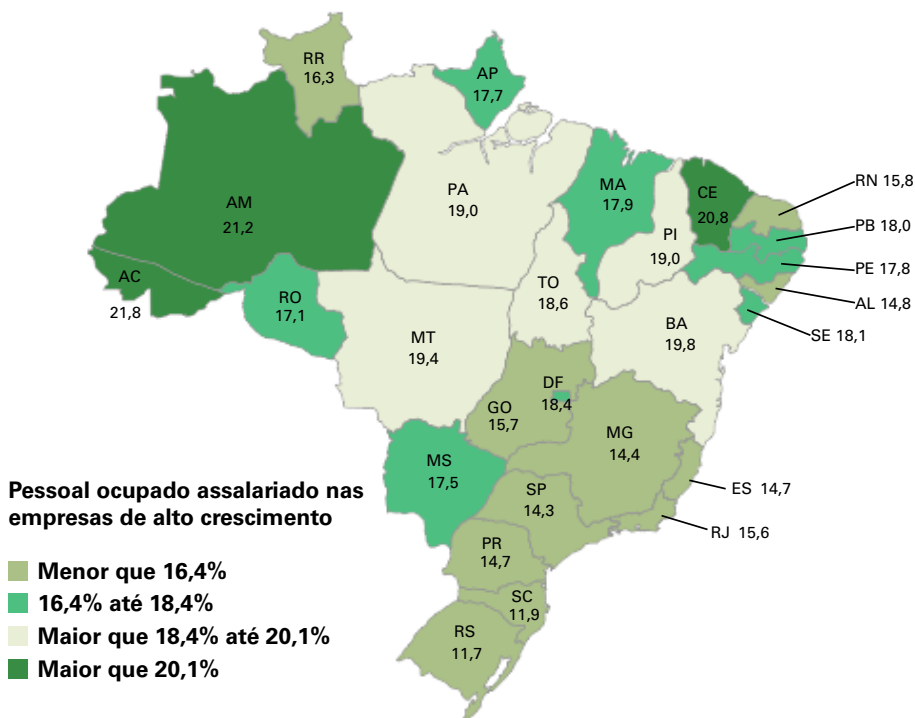 RR
16,3
AP
17,7
AM
21,2
PA
19,0
MA
17,9
CE
20,8
RN 15,8
PB 18,0
PE 17,8
AL 14,8
SE 18,1
PI
19,0
AC
21,8
RO
17,1
TO
18,6
MT
19,4
BA
19,8
DF
18,4
GO
15,7
MG
14,4
MS
17,5
ES 14,7
SP
14,3
RJ 15,6
PR
14,7
SC
11,9
RS
11,7
Pessoal ocupado assalariado nas
empresas de alto crescimento
Menor que 16,4%
16,4% até 18,4%
Maior que 18,4% até 20,1%
Maior que 20,1%